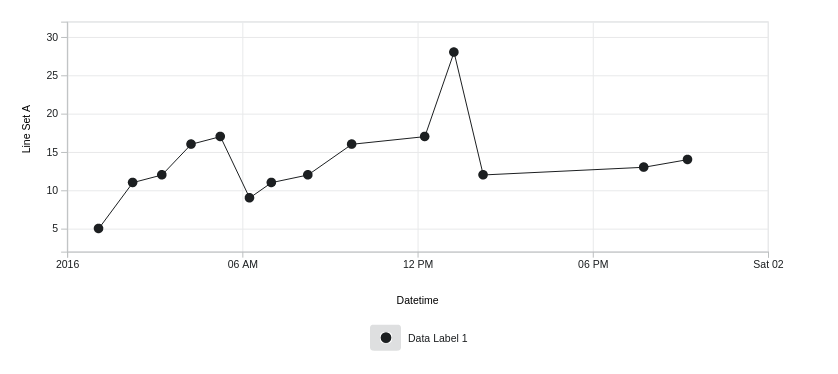 30
25
20
15
10
5
Line Set A
2016
06 AM
12 PM
06 PM
Sat 02
Datetime
Data Label 1